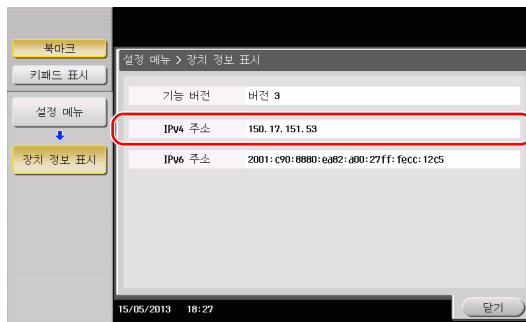 북마크
키패드 표시
설정 메뉴
장치 정보 표시
설정 메뉴 > 장치 정보 표시
기능 버전 버전 3
IPv4 주소 150.17.151.53
IPv6 주소 2001:c90:8880:ea82:a00:27ff:fecc:12c5
15/05/2013 18:27
닫기